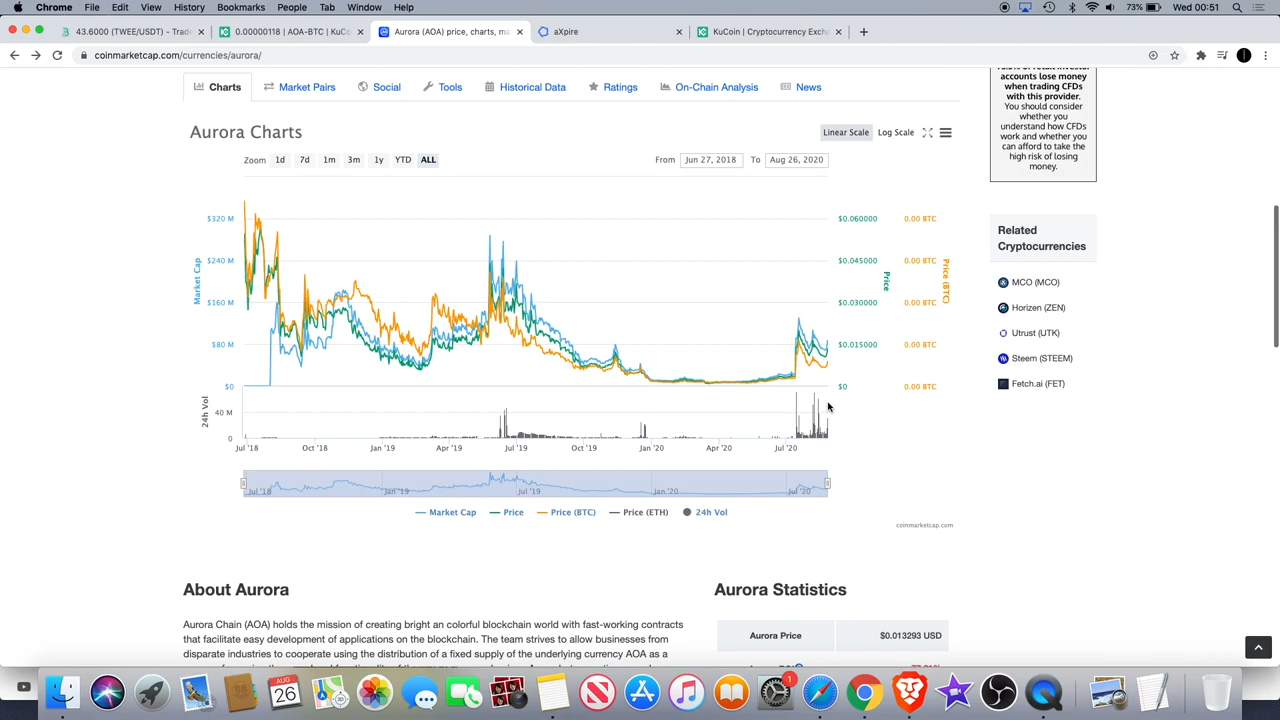 Chrome File Edit View History Bookmarks People Tab Window Help 73% Wed 00:51
43.6000 (TWEE/USDT) - Trade 0.00000118 | AOA-BTC | KuCo Aurora (AOA) price, charts, ma aXpire KuCoin | Cryptocurrency Exch
coinmarketcap.com/currencies/aurora/
Charts Market Pairs Social Tools Historical Data Ratings On-Chain Analysis News
accounts lose money
when trading CFDs
with this provider.
You should consider
whether you
understand how CFDs
work and whether
you can afford to take the
high risk of losing
money.
Aurora Charts
Linear Scale Log Scale
Zoom 1d 7d 1m 3m 1y YTD ALL
From Jun 27, 2018 To Aug 26, 2020
$320 M $0.060000 0.00 BTC
$240 M $0.045000 0.00 BTC
$160 M $0.030000 0.00 BTC
$80 M $0.015000 0.00 BTC
$0 $0 0.00 BTC
Market Cap
Price
Price (BTC)
24h Vol
40 M
0
Jul '18 Oct '18 Jan '19 Apr '19 Jul '19 Oct '19 Jan '20 Apr '20 Jul '20
Jul '18 Jan '19 Jul '19 Jan '20 Jul '20
Market Cap Price Price (BTC) Price (ETH) 24h Vol
coinmarketcap.com
Related
Cryptocurrencies
MCO (MCO)
Horizen (ZEN)
Utrust (UTK)
Steem (STEEM)
Fetch.ai (FET)
About Aurora
Aurora Chain (AOA) holds the mission of creating bright an colorful blockchain world with fast-working contracts
that facilitate easy development of applications on the blockchain. The team strives to allow businesses from
disparate industries to cooperate using the distribution of a fixed supply of the underlying currency AOA as a
Aurora Statistics
Aurora Price $0.013293 USD
AUG
26
1